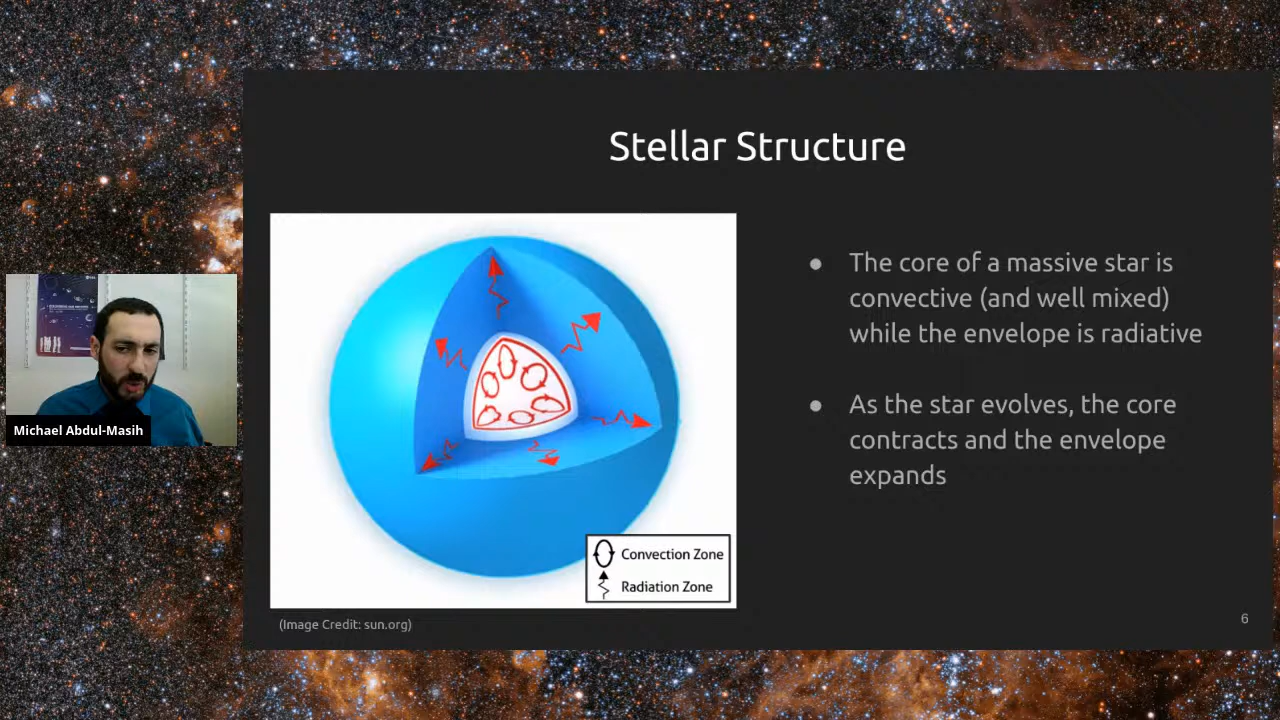 Stellar Structure
● The core of a massive star is
convective (and well mixed)
while the envelope is radiative
● As the star evolves, the core
contracts and the envelope
expands
Convection Zone
Radiation Zone
(Image Credit: sun.org)
6
Michael Abdul-Masih